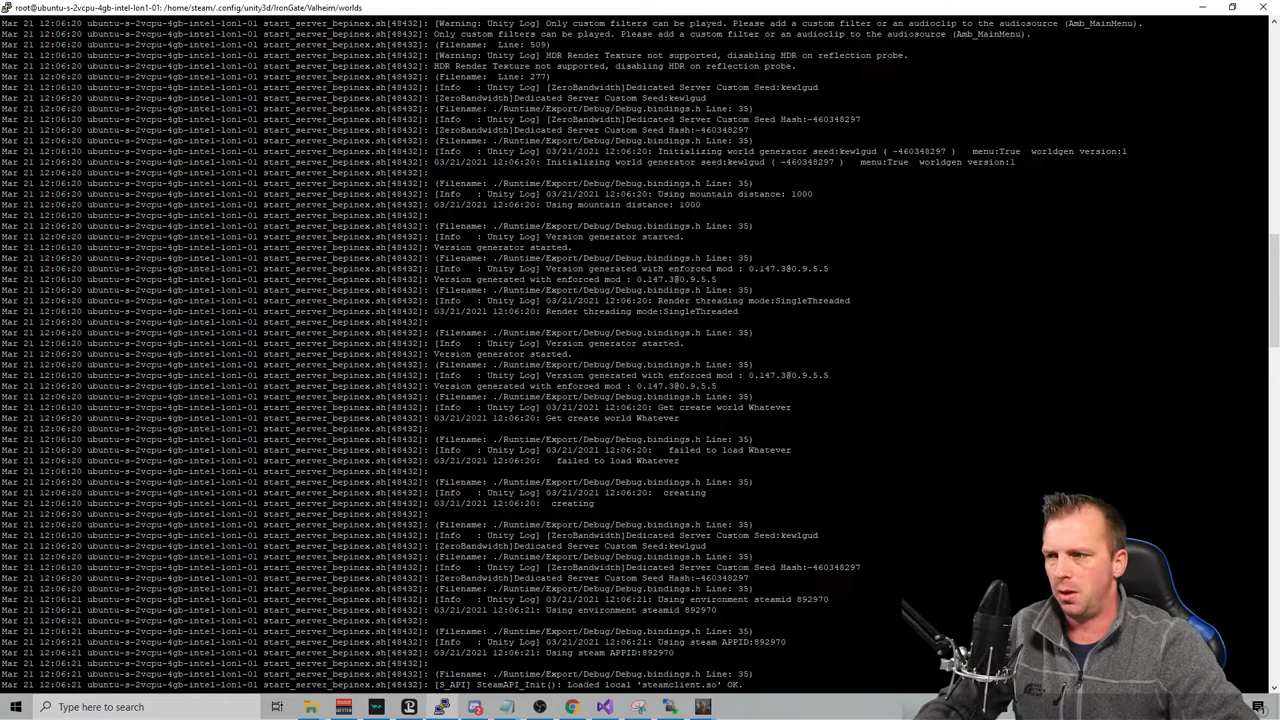 root@ubuntu-s-2vcpu-4gb-intel-lon1-01: /home/steam/.config/unity3d/IronGate/Valheim/worlds
Mar 21 12:06:20 ubuntu-s-2vcpu-4gb-intel-lon1-01 start_server_bepinex.sh[48432]: [Warning: Unity Log] Only custom filters can be played. Please add a custom filter or an audioclip to the audiosource (Amb_MainMenu).
Mar 21 12:06:20 ubuntu-s-2vcpu-4gb-intel-lon1-01 start_server_bepinex.sh[48432]: Only custom filters can be played. Please add a custom filter or an audioclip to the audiosource (Amb_MainMenu).
Mar 21 12:06:20 ubuntu-s-2vcpu-4gb-intel-lon1-01 start_server_bepinex.sh[48432]: (Filename:  Line: 509)
Mar 21 12:06:20 ubuntu-s-2vcpu-4gb-intel-lon1-01 start_server_bepinex.sh[48432]: [Warning: Unity Log] HDR Render Texture not supported, disabling HDR on reflection probe.
Mar 21 12:06:20 ubuntu-s-2vcpu-4gb-intel-lon1-01 start_server_bepinex.sh[48432]: HDR Render Texture not supported, disabling HDR on reflection probe.
Mar 21 12:06:20 ubuntu-s-2vcpu-4gb-intel-lon1-01 start_server_bepinex.sh[48432]: (Filename:  Line: 277)
Mar 21 12:06:20 ubuntu-s-2vcpu-4gb-intel-lon1-01 start_server_bepinex.sh[48432]: [Info   : Unity Log] [ZeroBandwidth]Dedicated Server Custom Seed:kewlgud
Mar 21 12:06:20 ubuntu-s-2vcpu-4gb-intel-lon1-01 start_server_bepinex.sh[48432]: [ZeroBandwidth]Dedicated Server Custom Seed:kewlgud
Mar 21 12:06:20 ubuntu-s-2vcpu-4gb-intel-lon1-01 start_server_bepinex.sh[48432]: (Filename: ./Runtime/Export/Debug/Debug.bindings.h Line: 35)
Mar 21 12:06:20 ubuntu-s-2vcpu-4gb-intel-lon1-01 start_server_bepinex.sh[48432]: [Info   : Unity Log] [ZeroBandwidth]Dedicated Server Custom Seed Hash:-460348297
Mar 21 12:06:20 ubuntu-s-2vcpu-4gb-intel-lon1-01 start_server_bepinex.sh[48432]: [ZeroBandwidth]Dedicated Server Custom Seed Hash:-460348297
Mar 21 12:06:20 ubuntu-s-2vcpu-4gb-intel-lon1-01 start_server_bepinex.sh[48432]: (Filename: ./Runtime/Export/Debug/Debug.bindings.h Line: 35)
Mar 21 12:06:20 ubuntu-s-2vcpu-4gb-intel-lon1-01 start_server_bepinex.sh[48432]: [Info   : Unity Log] 03/21/2021 12:06:20: Initializing world generator seed:kewlgud ( -460348297 )   menu:True  worldgen version:1
Mar 21 12:06:20 ubuntu-s-2vcpu-4gb-intel-lon1-01 start_server_bepinex.sh[48432]: 03/21/2021 12:06:20: Initializing world generator seed:kewlgud ( -460348297 )   menu:True  worldgen version:1
Mar 21 12:06:20 ubuntu-s-2vcpu-4gb-intel-lon1-01 start_server_bepinex.sh[48432]:
Mar 21 12:06:20 ubuntu-s-2vcpu-4gb-intel-lon1-01 start_server_bepinex.sh[48432]: (Filename: ./Runtime/Export/Debug/Debug.bindings.h Line: 35)
Mar 21 12:06:20 ubuntu-s-2vcpu-4gb-intel-lon1-01 start_server_bepinex.sh[48432]: [Info   : Unity Log] 03/21/2021 12:06:20: Using mountain distance: 1000
Mar 21 12:06:20 ubuntu-s-2vcpu-4gb-intel-lon1-01 start_server_bepinex.sh[48432]: 03/21/2021 12:06:20: Using mountain distance: 1000
Mar 21 12:06:20 ubuntu-s-2vcpu-4gb-intel-lon1-01 start_server_bepinex.sh[48432]:
Mar 21 12:06:20 ubuntu-s-2vcpu-4gb-intel-lon1-01 start_server_bepinex.sh[48432]: (Filename: ./Runtime/Export/Debug/Debug.bindings.h Line: 35)
Mar 21 12:06:20 ubuntu-s-2vcpu-4gb-intel-lon1-01 start_server_bepinex.sh[48432]: [Info   : Unity Log] Version generator started.
Mar 21 12:06:20 ubuntu-s-2vcpu-4gb-intel-lon1-01 start_server_bepinex.sh[48432]: Version generator started.
Mar 21 12:06:20 ubuntu-s-2vcpu-4gb-intel-lon1-01 start_server_bepinex.sh[48432]: (Filename: ./Runtime/Export/Debug/Debug.bindings.h Line: 35)
Mar 21 12:06:20 ubuntu-s-2vcpu-4gb-intel-lon1-01 start_server_bepinex.sh[48432]: [Info   : Unity Log] Version generated with enforced mod : 0.147.3@0.9.5.5
Mar 21 12:06:20 ubuntu-s-2vcpu-4gb-intel-lon1-01 start_server_bepinex.sh[48432]: Version generated with enforced mod : 0.147.3@0.9.5.5
Mar 21 12:06:20 ubuntu-s-2vcpu-4gb-intel-lon1-01 start_server_bepinex.sh[48432]: (Filename: ./Runtime/Export/Debug/Debug.bindings.h Line: 35)
Mar 21 12:06:20 ubuntu-s-2vcpu-4gb-intel-lon1-01 start_server_bepinex.sh[48432]: [Info   : Unity Log] 03/21/2021 12:06:20: Render threading mode:SingleThreaded
Mar 21 12:06:20 ubuntu-s-2vcpu-4gb-intel-lon1-01 start_server_bepinex.sh[48432]: 03/21/2021 12:06:20: Render threading mode:SingleThreaded
Mar 21 12:06:20 ubuntu-s-2vcpu-4gb-intel-lon1-01 start_server_bepinex.sh[48432]:
Mar 21 12:06:20 ubuntu-s-2vcpu-4gb-intel-lon1-01 start_server_bepinex.sh[48432]: (Filename: ./Runtime/Export/Debug/Debug.bindings.h Line: 35)
Mar 21 12:06:20 ubuntu-s-2vcpu-4gb-intel-lon1-01 start_server_bepinex.sh[48432]: [Info   : Unity Log] Version generator started.
Mar 21 12:06:20 ubuntu-s-2vcpu-4gb-intel-lon1-01 start_server_bepinex.sh[48432]: Version generator started.
Mar 21 12:06:20 ubuntu-s-2vcpu-4gb-intel-lon1-01 start_server_bepinex.sh[48432]: (Filename: ./Runtime/Export/Debug/Debug.bindings.h Line: 35)
Mar 21 12:06:20 ubuntu-s-2vcpu-4gb-intel-lon1-01 start_server_bepinex.sh[48432]: [Info   : Unity Log] Version generated with enforced mod : 0.147.3@0.9.5.5
Mar 21 12:06:20 ubuntu-s-2vcpu-4gb-intel-lon1-01 start_server_bepinex.sh[48432]: Version generated with enforced mod : 0.147.3@0.9.5.5
Mar 21 12:06:20 ubuntu-s-2vcpu-4gb-intel-lon1-01 start_server_bepinex.sh[48432]: (Filename: ./Runtime/Export/Debug/Debug.bindings.h Line: 35)
Mar 21 12:06:20 ubuntu-s-2vcpu-4gb-intel-lon1-01 start_server_bepinex.sh[48432]: [Info   : Unity Log] 03/21/2021 12:06:20: Get create world Whatever
Mar 21 12:06:20 ubuntu-s-2vcpu-4gb-intel-lon1-01 start_server_bepinex.sh[48432]: 03/21/2021 12:06:20: Get create world Whatever
Mar 21 12:06:20 ubuntu-s-2vcpu-4gb-intel-lon1-01 start_server_bepinex.sh[48432]:
Mar 21 12:06:20 ubuntu-s-2vcpu-4gb-intel-lon1-01 start_server_bepinex.sh[48432]: (Filename: ./Runtime/Export/Debug/Debug.bindings.h Line: 35)
Mar 21 12:06:20 ubuntu-s-2vcpu-4gb-intel-lon1-01 start_server_bepinex.sh[48432]: [Info   : Unity Log] 03/21/2021 12:06:20:   failed to load Whatever
Mar 21 12:06:20 ubuntu-s-2vcpu-4gb-intel-lon1-01 start_server_bepinex.sh[48432]: 03/21/2021 12:06:20:   failed to load Whatever
Mar 21 12:06:20 ubuntu-s-2vcpu-4gb-intel-lon1-01 start_server_bepinex.sh[48432]:
Mar 21 12:06:20 ubuntu-s-2vcpu-4gb-intel-lon1-01 start_server_bepinex.sh[48432]: (Filename: ./Runtime/Export/Debug/Debug.bindings.h Line: 35)
Mar 21 12:06:20 ubuntu-s-2vcpu-4gb-intel-lon1-01 start_server_bepinex.sh[48432]: [Info   : Unity Log] 03/21/2021 12:06:20:  creating
Mar 21 12:06:20 ubuntu-s-2vcpu-4gb-intel-lon1-01 start_server_bepinex.sh[48432]: 03/21/2021 12:06:20:  creating
Mar 21 12:06:20 ubuntu-s-2vcpu-4gb-intel-lon1-01 start_server_bepinex.sh[48432]:
Mar 21 12:06:20 ubuntu-s-2vcpu-4gb-intel-lon1-01 start_server_bepinex.sh[48432]: (Filename: ./Runtime/Export/Debug/Debug.bindings.h Line: 35)
Mar 21 12:06:20 ubuntu-s-2vcpu-4gb-intel-lon1-01 start_server_bepinex.sh[48432]: [Info   : Unity Log] [ZeroBandwidth]Dedicated Server Custom Seed:kewlgud
Mar 21 12:06:20 ubuntu-s-2vcpu-4gb-intel-lon1-01 start_server_bepinex.sh[48432]: [ZeroBandwidth]Dedicated Server Custom Seed:kewlgud
Mar 21 12:06:20 ubuntu-s-2vcpu-4gb-intel-lon1-01 start_server_bepinex.sh[48432]: (Filename: ./Runtime/Export/Debug/Debug.bindings.h Line: 35)
Mar 21 12:06:20 ubuntu-s-2vcpu-4gb-intel-lon1-01 start_server_bepinex.sh[48432]: [Info   : Unity Log] [ZeroBandwidth]Dedicated Server Custom Seed Hash:-460348297
Mar 21 12:06:20 ubuntu-s-2vcpu-4gb-intel-lon1-01 start_server_bepinex.sh[48432]: [ZeroBandwidth]Dedicated Server Custom Seed Hash:-460348297
Mar 21 12:06:20 ubuntu-s-2vcpu-4gb-intel-lon1-01 start_server_bepinex.sh[48432]: (Filename: ./Runtime/Export/Debug/Debug.bindings.h Line: 35)
Mar 21 12:06:21 ubuntu-s-2vcpu-4gb-intel-lon1-01 start_server_bepinex.sh[48432]: [Info   : Unity Log] 03/21/2021 12:06:21: Using environment steamid 892970
Mar 21 12:06:21 ubuntu-s-2vcpu-4gb-intel-lon1-01 start_server_bepinex.sh[48432]: 03/21/2021 12:06:21: Using environment steamid 892970
Mar 21 12:06:21 ubuntu-s-2vcpu-4gb-intel-lon1-01 start_server_bepinex.sh[48432]:
Mar 21 12:06:21 ubuntu-s-2vcpu-4gb-intel-lon1-01 start_server_bepinex.sh[48432]: (Filename: ./Runtime/Export/Debug/Debug.bindings.h Line: 35)
Mar 21 12:06:21 ubuntu-s-2vcpu-4gb-intel-lon1-01 start_server_bepinex.sh[48432]: [Info   : Unity Log] 03/21/2021 12:06:21: Using steam APPID:892970
Mar 21 12:06:21 ubuntu-s-2vcpu-4gb-intel-lon1-01 start_server_bepinex.sh[48432]: 03/21/2021 12:06:21: Using steam APPID:892970
Mar 21 12:06:21 ubuntu-s-2vcpu-4gb-intel-lon1-01 start_server_bepinex.sh[48432]:
Mar 21 12:06:21 ubuntu-s-2vcpu-4gb-intel-lon1-01 start_server_bepinex.sh[48432]: (Filename: ./Runtime/Export/Debug/Debug.bindings.h Line: 35)
Mar 21 12:06:21 ubuntu-s-2vcpu-4gb-intel-lon1-01 start_server_bepinex.sh[48432]: [S_API] SteamAPI_Init(): Loaded local 'steamclient.so' OK.
Type here to search